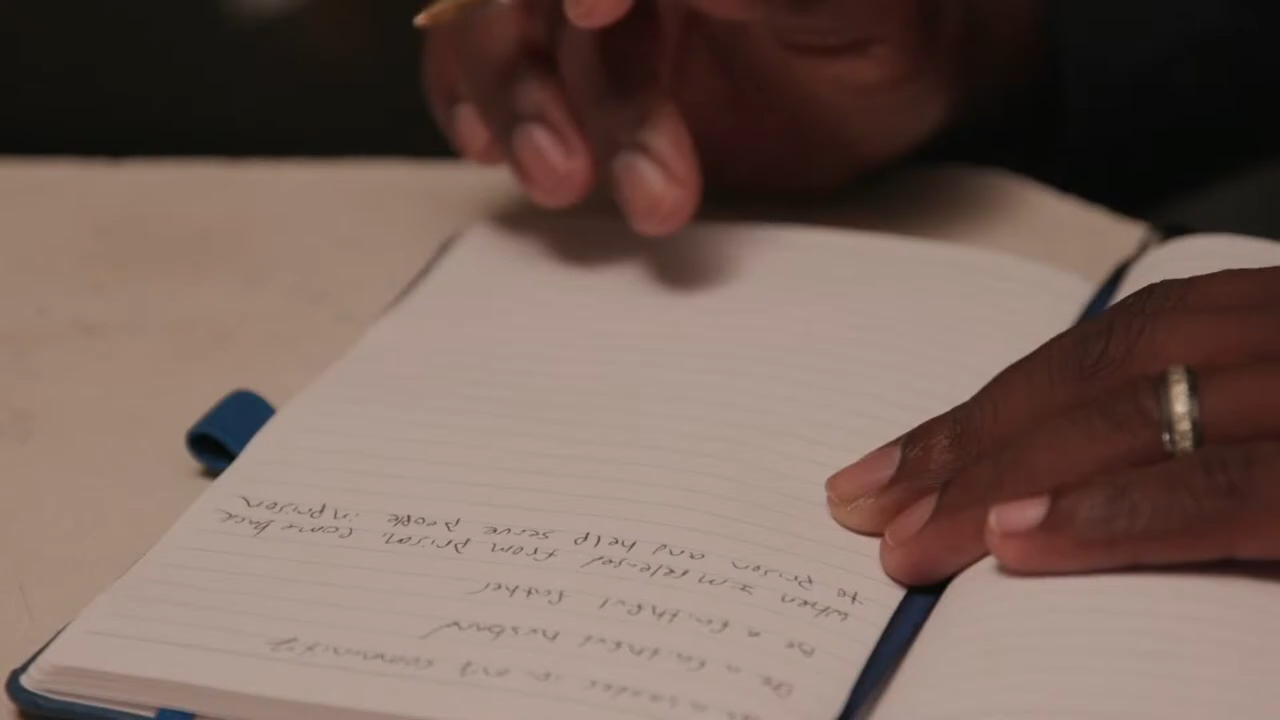 a leader in my community
Be a faithful husband
Be a faithful father
when Im released from prison come back
to prison and help serve people in prison